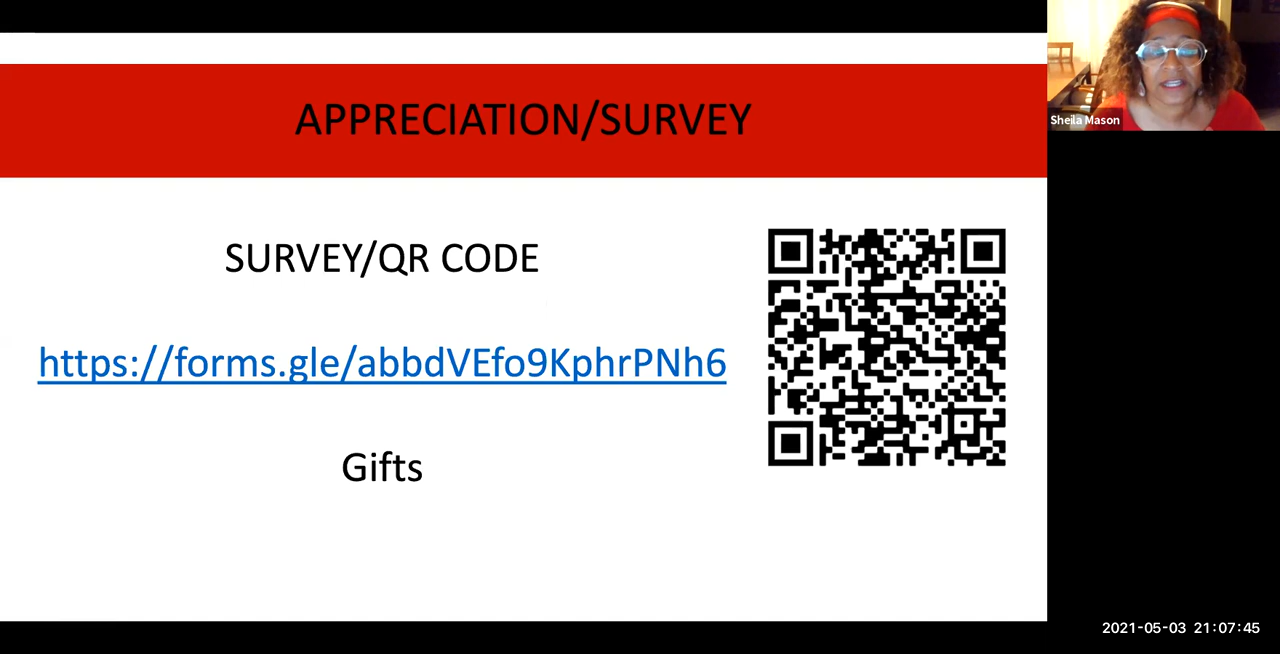 APPRECIATION/SURVEY
SURVEY/QR CODE
https://forms.gle/abbdVEfo9KphrPNh6
Gifts
Sheila Mason
2021-05-03 21:07:45